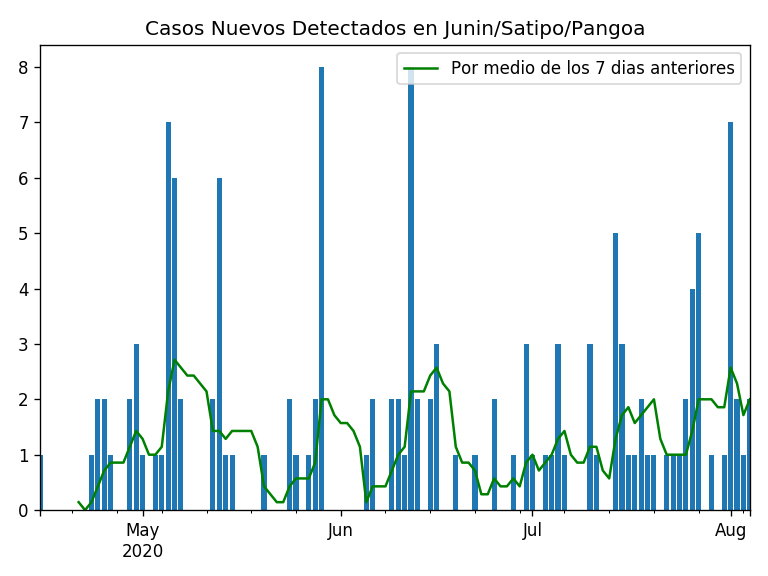 Casos Nuevos Detectados en Junin/Satipo/Pangoa
Por medio de los 7 dias anteriores
8
7
6
5
4
3
2
1
0
May
2020
Jun
Jul
Aug